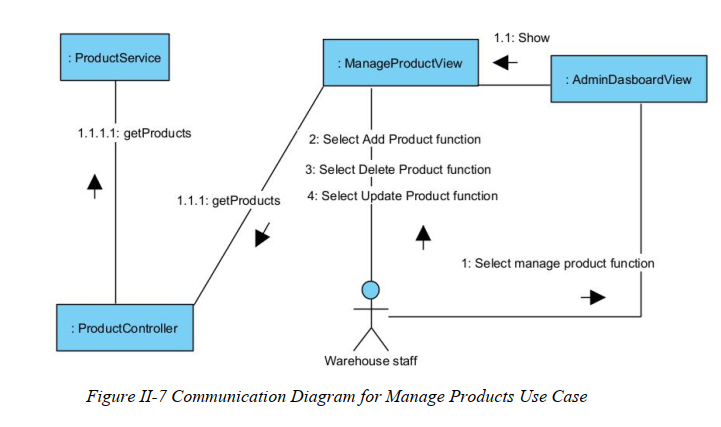 1.1: Show
: ProductService
: ManageProductView
: AdminDasboardView
1.1.1.1: getProducts
2: Select Add Product function
3: Select Delete Product function
4: Select Update Product function
1.1.1: getProducts
1: Select manage product function
: ProductController
Warehouse staff
Figure II-7 Communication Diagram for Manage Products Use Case